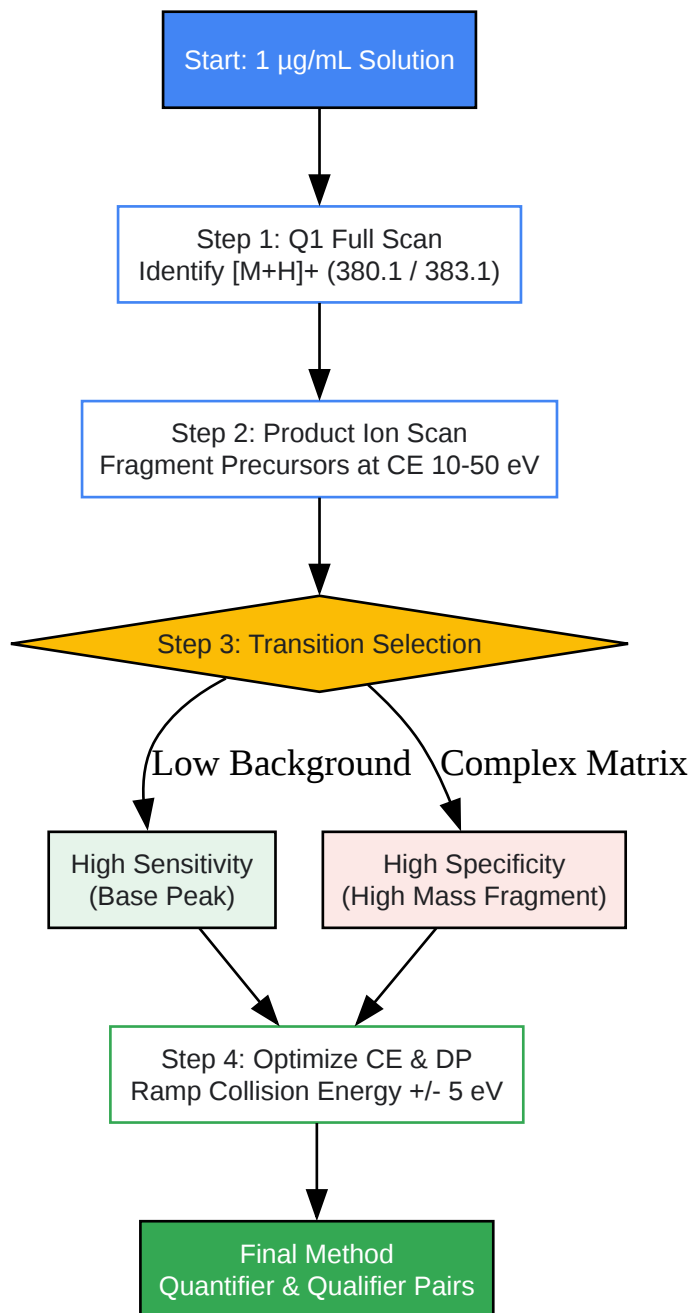 Start: 1 µg/mL Solution
Step 1: Q1 Full Scan
Identify [M+H]+ (380.1 / 383.1)
Step 2: Product Ion Scan
Fragment Precursors at CE 10-50 eV
Step 3: Transition Selection
Low Background
Complex Matrix
High Sensitivity
(Base Peak)
High Specificity
(High Mass Fragment)
Step 4: Optimize CE & DP
Ramp Collision Energy +/- 5 eV
Final Method
Quantifier & Qualifier Pairs